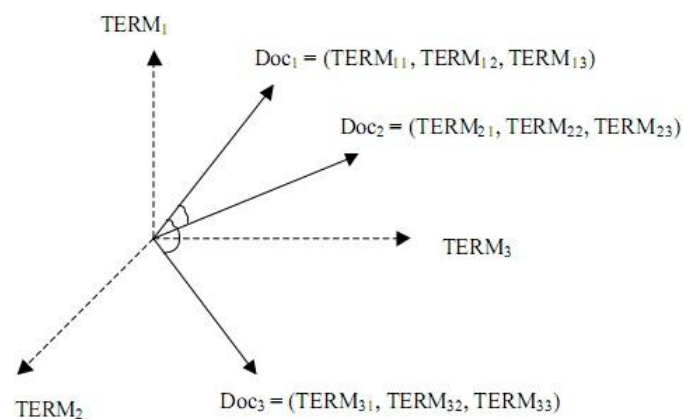 TERM₁
Doc₁ = (TERM₁₁, TERM₁₂, TERM₁₃)
Doc₂ = (TERM₂₁, TERM₂₂, TERM₂₃)
TERM₃
TERM₂
Doc₃ = (TERM₃₁, TERM₃₂, TERM₃₃)